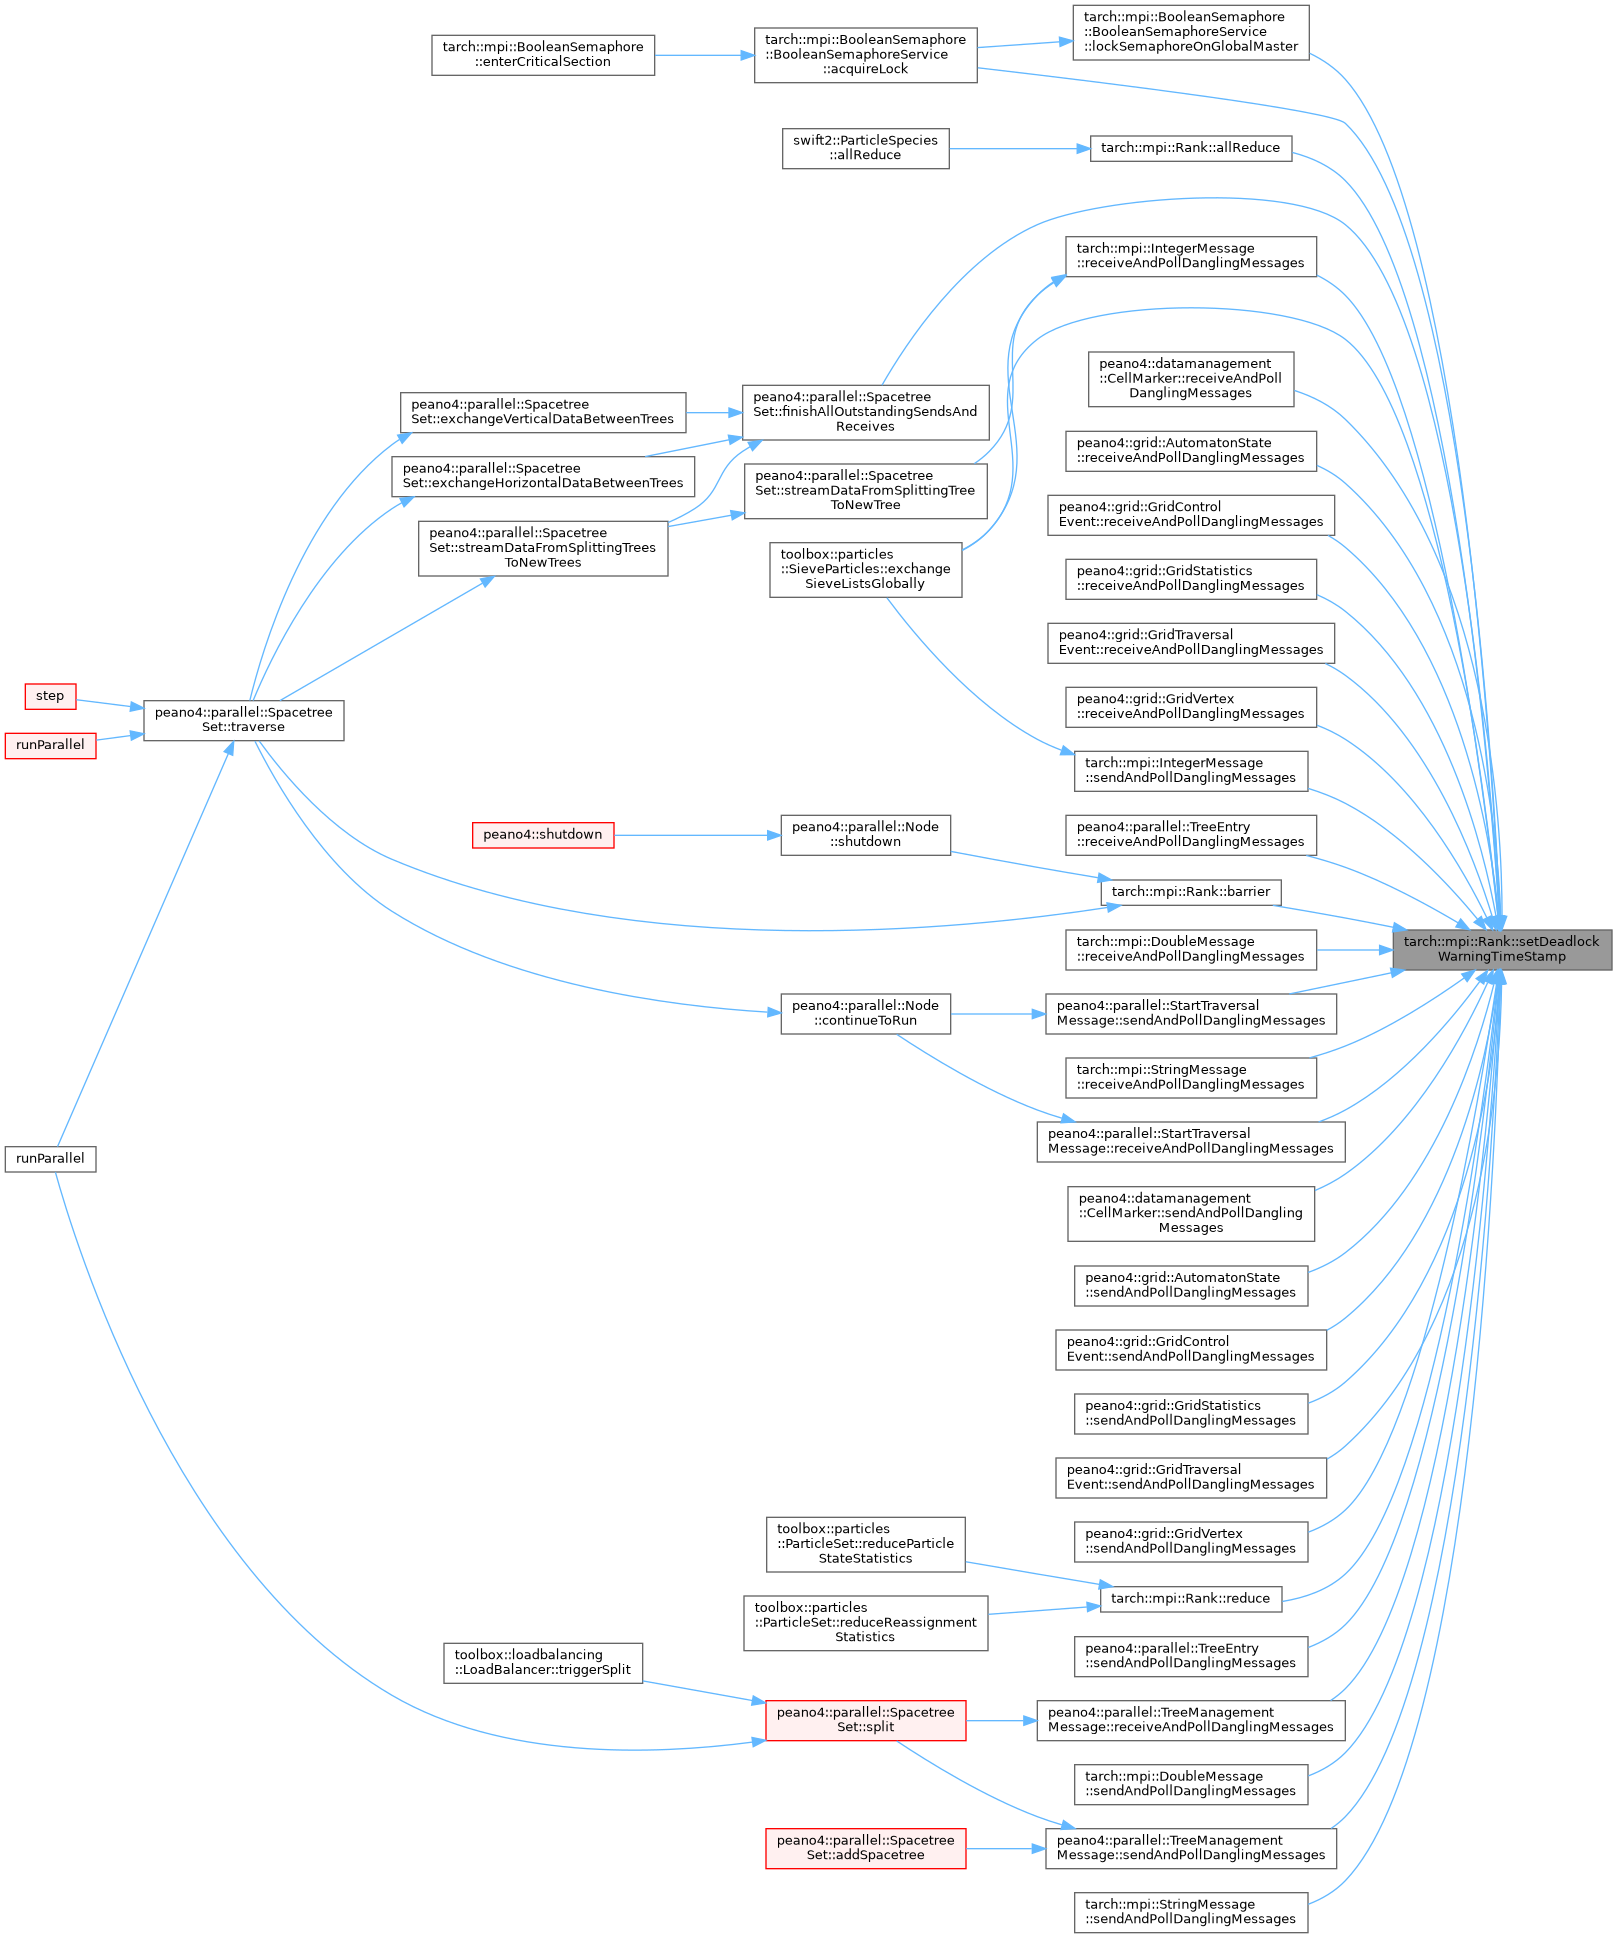 tarch::mpi::BooleanSemaphore
::BooleanSemaphoreService
::lockSemaphoreOnGlobalMaster
tarch::mpi::BooleanSemaphore
::BooleanSemaphoreService
::acquireLock
tarch::mpi::BooleanSemaphore
::enterCriticalSection
swift2::ParticleSpecies
::allReduce
tarch::mpi::Rank::allReduce
tarch::mpi::IntegerMessage
::receiveAndPollDanglingMessages
peano4::datamanagement
::CellMarker::receiveAndPoll
DanglingMessages
peano4::parallel::Spacetree
Set::exchangeVerticalDataBetweenTrees
peano4::parallel::Spacetree
Set::finishAllOutstandingSendsAnd
Receives
peano4::grid::AutomatonState
::receiveAndPollDanglingMessages
peano4::parallel::Spacetree
Set::exchangeHorizontalDataBetweenTrees
peano4::parallel::Spacetree
Set::streamDataFromSplittingTree
ToNewTree
peano4::grid::GridControl
Event::receiveAndPollDanglingMessages
peano4::parallel::Spacetree
Set::streamDataFromSplittingTrees
ToNewTrees
toolbox::particles
::SieveParticles::exchange
SieveListsGlobally
peano4::grid::GridStatistics
::receiveAndPollDanglingMessages
peano4::grid::GridTraversal
Event::receiveAndPollDanglingMessages
step
peano4::parallel::Spacetree
Set::traverse
runParallel
peano4::grid::GridVertex
::receiveAndPollDanglingMessages
tarch::mpi::IntegerMessage
::sendAndPollDanglingMessages
peano4::shutdown
peano4::parallel::Node
::shutdown
peano4::parallel::TreeEntry
::receiveAndPollDanglingMessages
tarch::mpi::Rank::barrier
tarch::mpi::Rank::setDeadlock
WarningTimeStamp
tarch::mpi::DoubleMessage
::receiveAndPollDanglingMessages
peano4::parallel::Node
::continueToRun
peano4::parallel::StartTraversal
Message::sendAndPollDanglingMessages
tarch::mpi::StringMessage
::receiveAndPollDanglingMessages
peano4::parallel::StartTraversal
Message::receiveAndPollDanglingMessages
runParallel
peano4::datamanagement
::CellMarker::sendAndPollDangling
Messages
peano4::grid::AutomatonState
::sendAndPollDanglingMessages
peano4::grid::GridControl
Event::sendAndPollDanglingMessages
peano4::grid::GridStatistics
::sendAndPollDanglingMessages
peano4::grid::GridTraversal
Event::sendAndPollDanglingMessages
peano4::grid::GridVertex
::sendAndPollDanglingMessages
toolbox::particles
::ParticleSet::reduceParticle
StateStatistics
tarch::mpi::Rank::reduce
toolbox::particles
::ParticleSet::reduceReassignment
Statistics
peano4::parallel::TreeEntry
::sendAndPollDanglingMessages
toolbox::loadbalancing
::LoadBalancer::triggerSplit
peano4::parallel::Spacetree
Set::split
peano4::parallel::TreeManagement
Message::receiveAndPollDanglingMessages
tarch::mpi::DoubleMessage
::sendAndPollDanglingMessages
peano4::parallel::Spacetree
Set::addSpacetree
peano4::parallel::TreeManagement
Message::sendAndPollDanglingMessages
tarch::mpi::StringMessage
::sendAndPollDanglingMessages